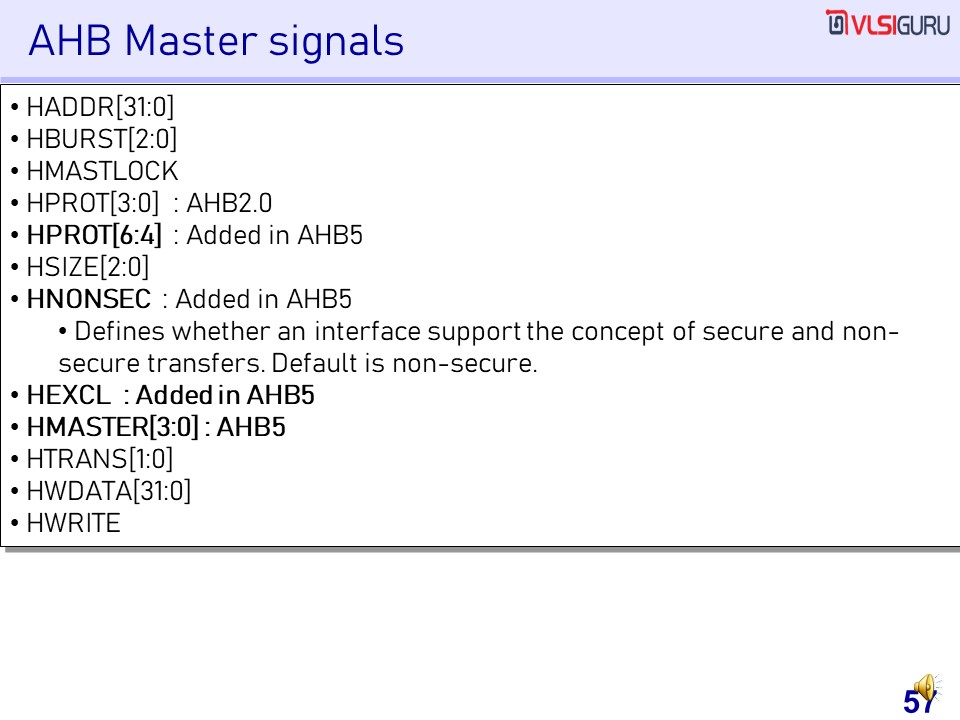 AHB Master signals
VLSIGURU
• HADDR[31:0]
• HBURST[2:0]
• HMASTLOCK
• HPROT[3:0] : AHB2.0
• HPROT[6:4] : Added in AHB5
• HSIZE[2:0]
• HNONSEC : Added in AHB5
• Defines whether an interface support the concept of secure and non-
secure transfers. Default is non-secure.
• HEXCL : Added in AHB5
• HMASTER[3:0] : AHB5
• HTRANS[1:0]
• HWDATA[31:0]
• HWRITE
57